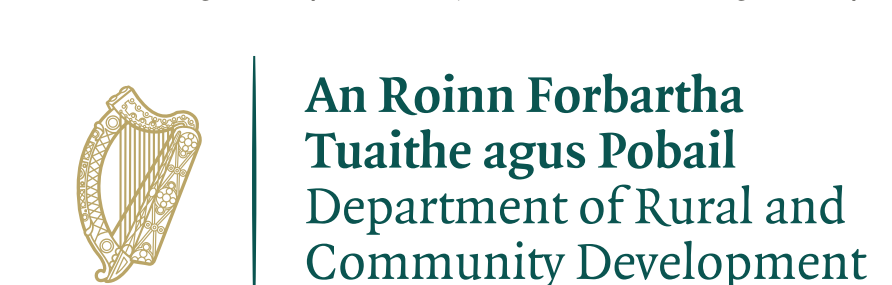 An Roinn Forbartha
Tuaithe agus Pobail
Department of Rural and
Community Development